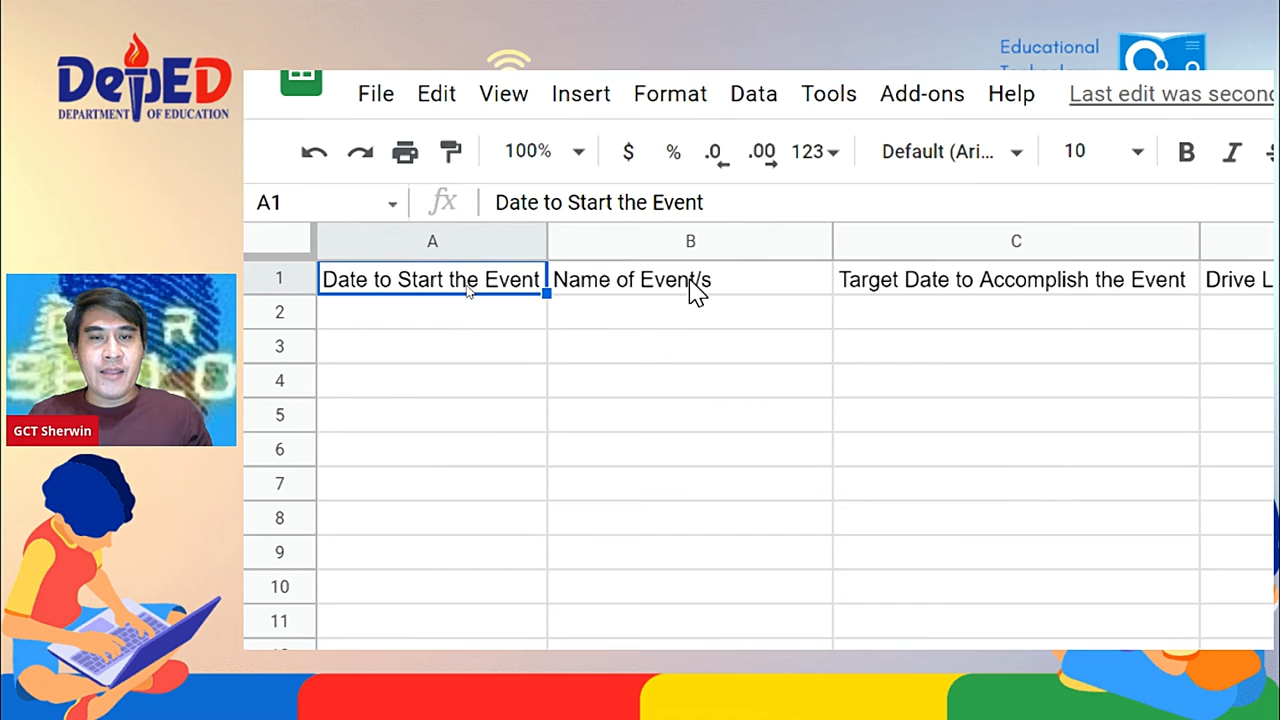 DepED
DEPARTMENT OF EDUCATION
Educational
File Edit View Insert Format Data Tools Add-ons Help Last edit was secon
100% $ % .0 .00 123 Default (Ari... 10 B I
A1 fx Date to Start the Event
A B C
1 Date to Start the Event Name of Event/s Target Date to Accomplish the Event Drive L
2
3
4
5
6
7
8
9
10
11
GCT Sherwin